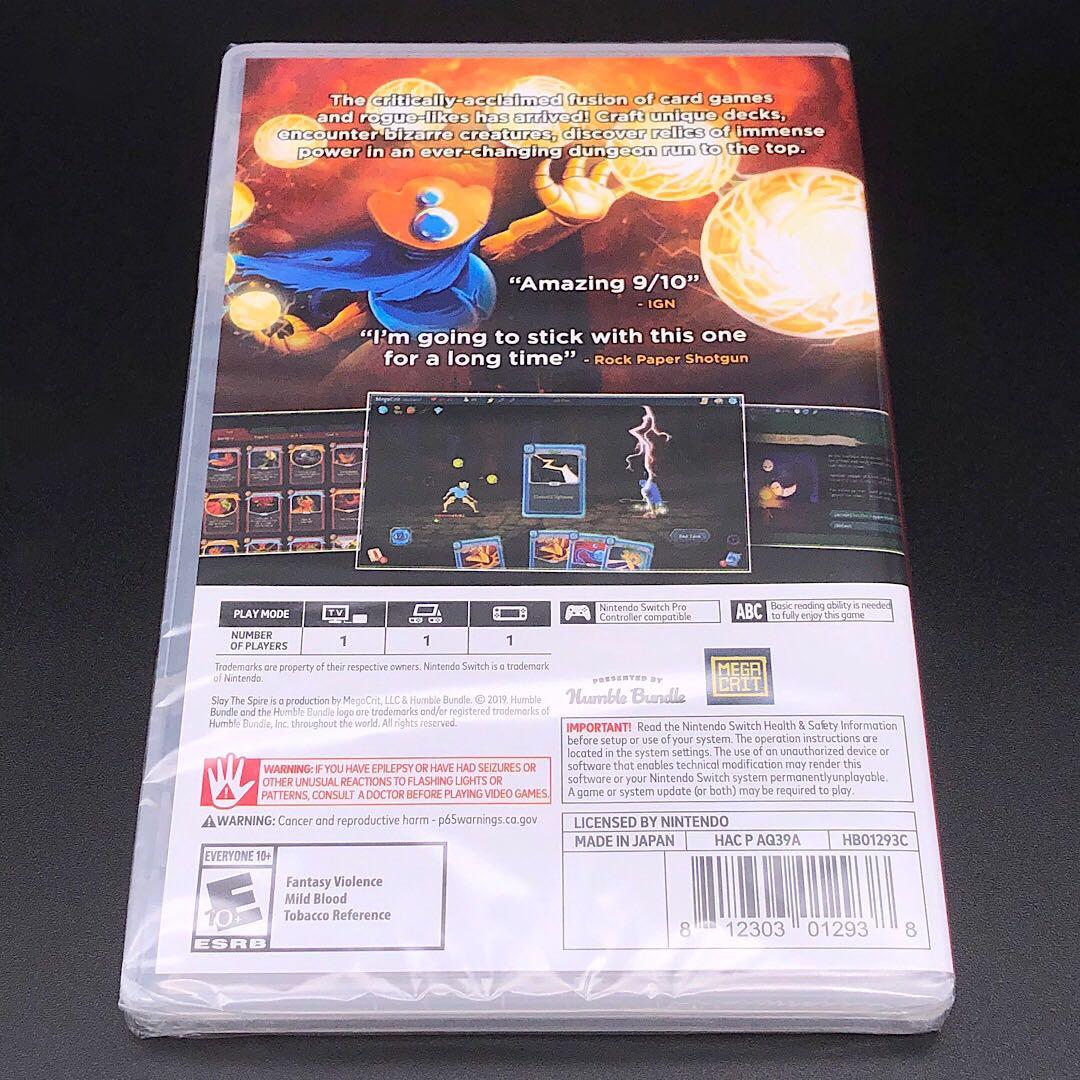 The critically-acclaimed fusion of card games
and rogue-likes has arrived! Craft unique decks,
encounter bizarre creatures, discover relics of immense
power in an ever-changing dungeon run to the top.
“Amazing 9/10”
- IGN
“I'm going to stick with this one
for a long time” - Rock Paper Shotgun
MegaCrit
End Turn
PLAY MODE
TV
NUMBER
OF PLAYERS
1
1
1
Nintendo Switch Pro
Controller compatible
ABC
Basic reading ability is needed
to fully enjoy this game
Trademarks are property of their respective owners. Nintendo Switch is a trademark
of Nintendo.
Slay The Spire is a production by MegaCrit, LLC & Humble Bundle. © 2019. Humble
Bundle and the Humble Bundle logo are trademarks and/or registered trademarks of
Humble Bundle, Inc. throughout the world. All rights reserved.
PRESENTED BY
Humble Bundle
MEGA
CRIT
IMPORTANT! Read the Nintendo Switch Health & Safety Information
before setup or use of your system. The operation instructions are
located in the system settings. The use of an unauthorized device or
software that enables technical modification may render this
software or your Nintendo Switch system permanentlyunplayable.
A game or system update (or both) may be required to play.
WARNING: IF YOU HAVE EPILEPSY OR HAVE HAD SEIZURES OR
OTHER UNUSUAL REACTIONS TO FLASHING LIGHTS OR
PATTERNS, CONSULT A DOCTOR BEFORE PLAYING VIDEO GAMES.
WARNING: Cancer and reproductive harm - p65warnings.ca.gov
EVERYONE 10+
E
10+
ESRB
Fantasy Violence
Mild Blood
Tobacco Reference
LICENSED BY NINTENDO
MADE IN JAPAN
HAC P AQ39A
HB01293C
8 12303 01293 8